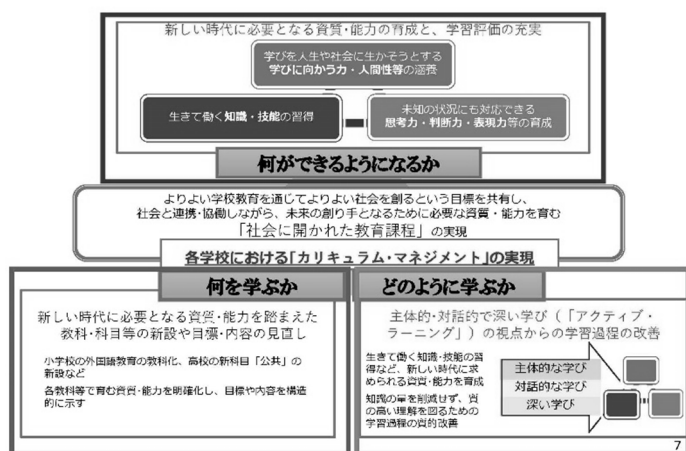 新しい時代に必要となる資質・能力の育成と、学習評価の充実
学びを人生や社会に生かそうとする
学びに向かう力・人間性等の涵養
生きて働く知識・技能の習得
未知の状況にも対応できる
思考力・判断力・表現力等の育成
何ができるようになるか
よりよい学校教育を通じてよりよい社会を創るという目標を共有し、
社会と連携・協働しながら、未来の創り手となるために必要な資質・能力を育む
「社会に開かれた教育課程」の実現
各学校における「カリキュラム・マネジメント」の実現
何を学ぶか
新しい時代に必要となる資質・能力を踏まえた
教科・科目等の新設や目標・内容の見直し
小学校の外国語教育の教科化、高校の新科目「公共」の
新設など
各教科等で育む資質・能力を明確化し、目標や内容を構造
的に示す
どのように学ぶか
主体的・対話的で深い学び(「アクティブ・
ラーニング」)の視点からの学習過程の改善
生きて働く知識・技能の習
得など、新しい時代に求
められる資質・能力を育成
知識の量を削減せず、質
の高い理解を図るための
学習過程の質的改善
主体的な学び
対話的な学び
深い学び
7